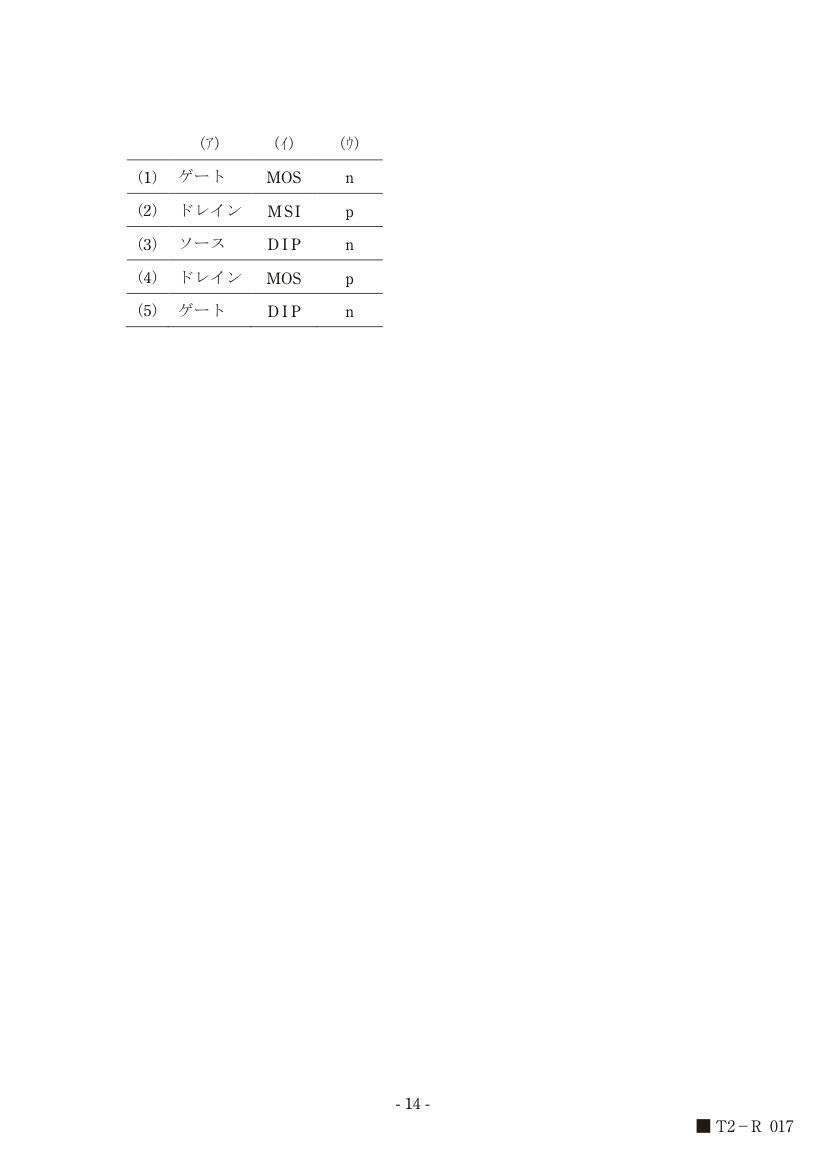 (ア) (イ) (ウ)
(1) ゲート MOS n
(2) ドレイン MSI p
(3) ソース DIP n
(4) ドレイン MOS p
(5) ゲート DIP n
- 14 -
■ T2－R 017